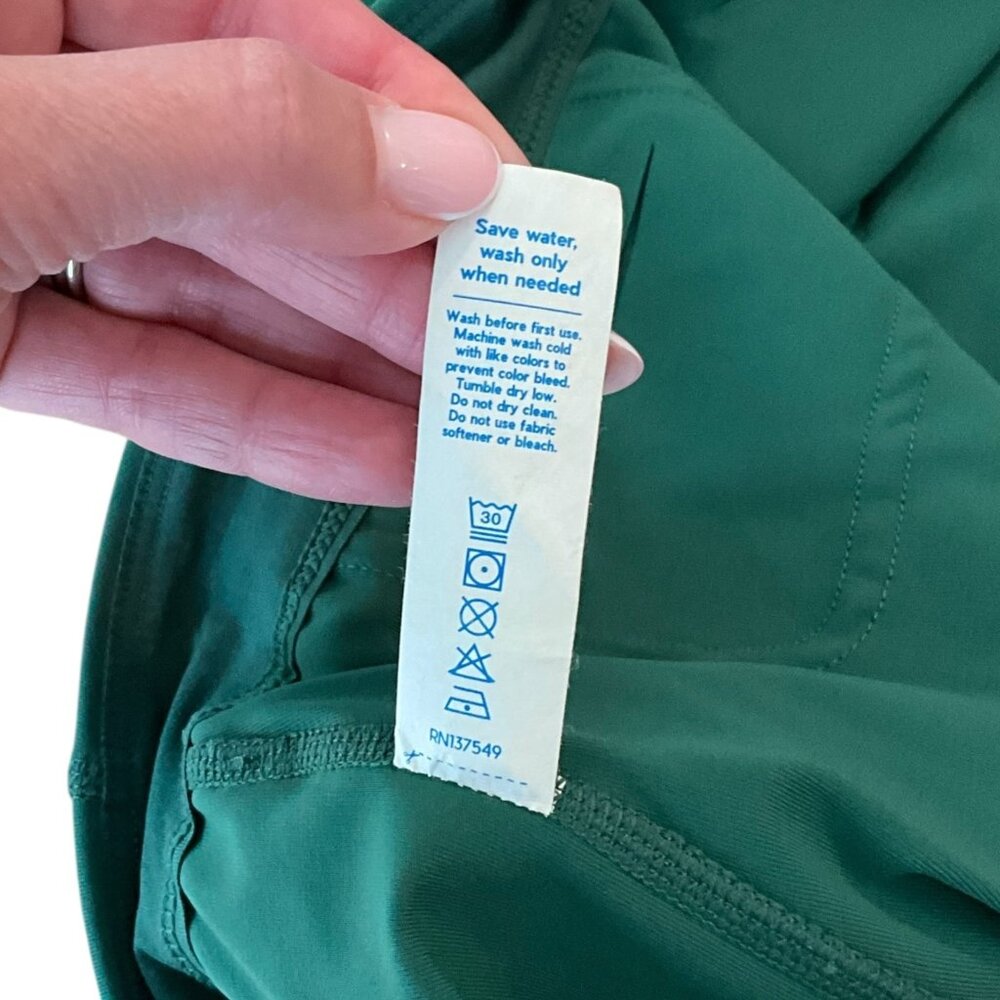 Save water,
wash only
when needed
Wash before first use.
Machine wash cold
with like colors to
prevent color bleed.
Tumble dry low.
Do not dry clean.
Do not use fabric
softener or bleach.
30
RN137549